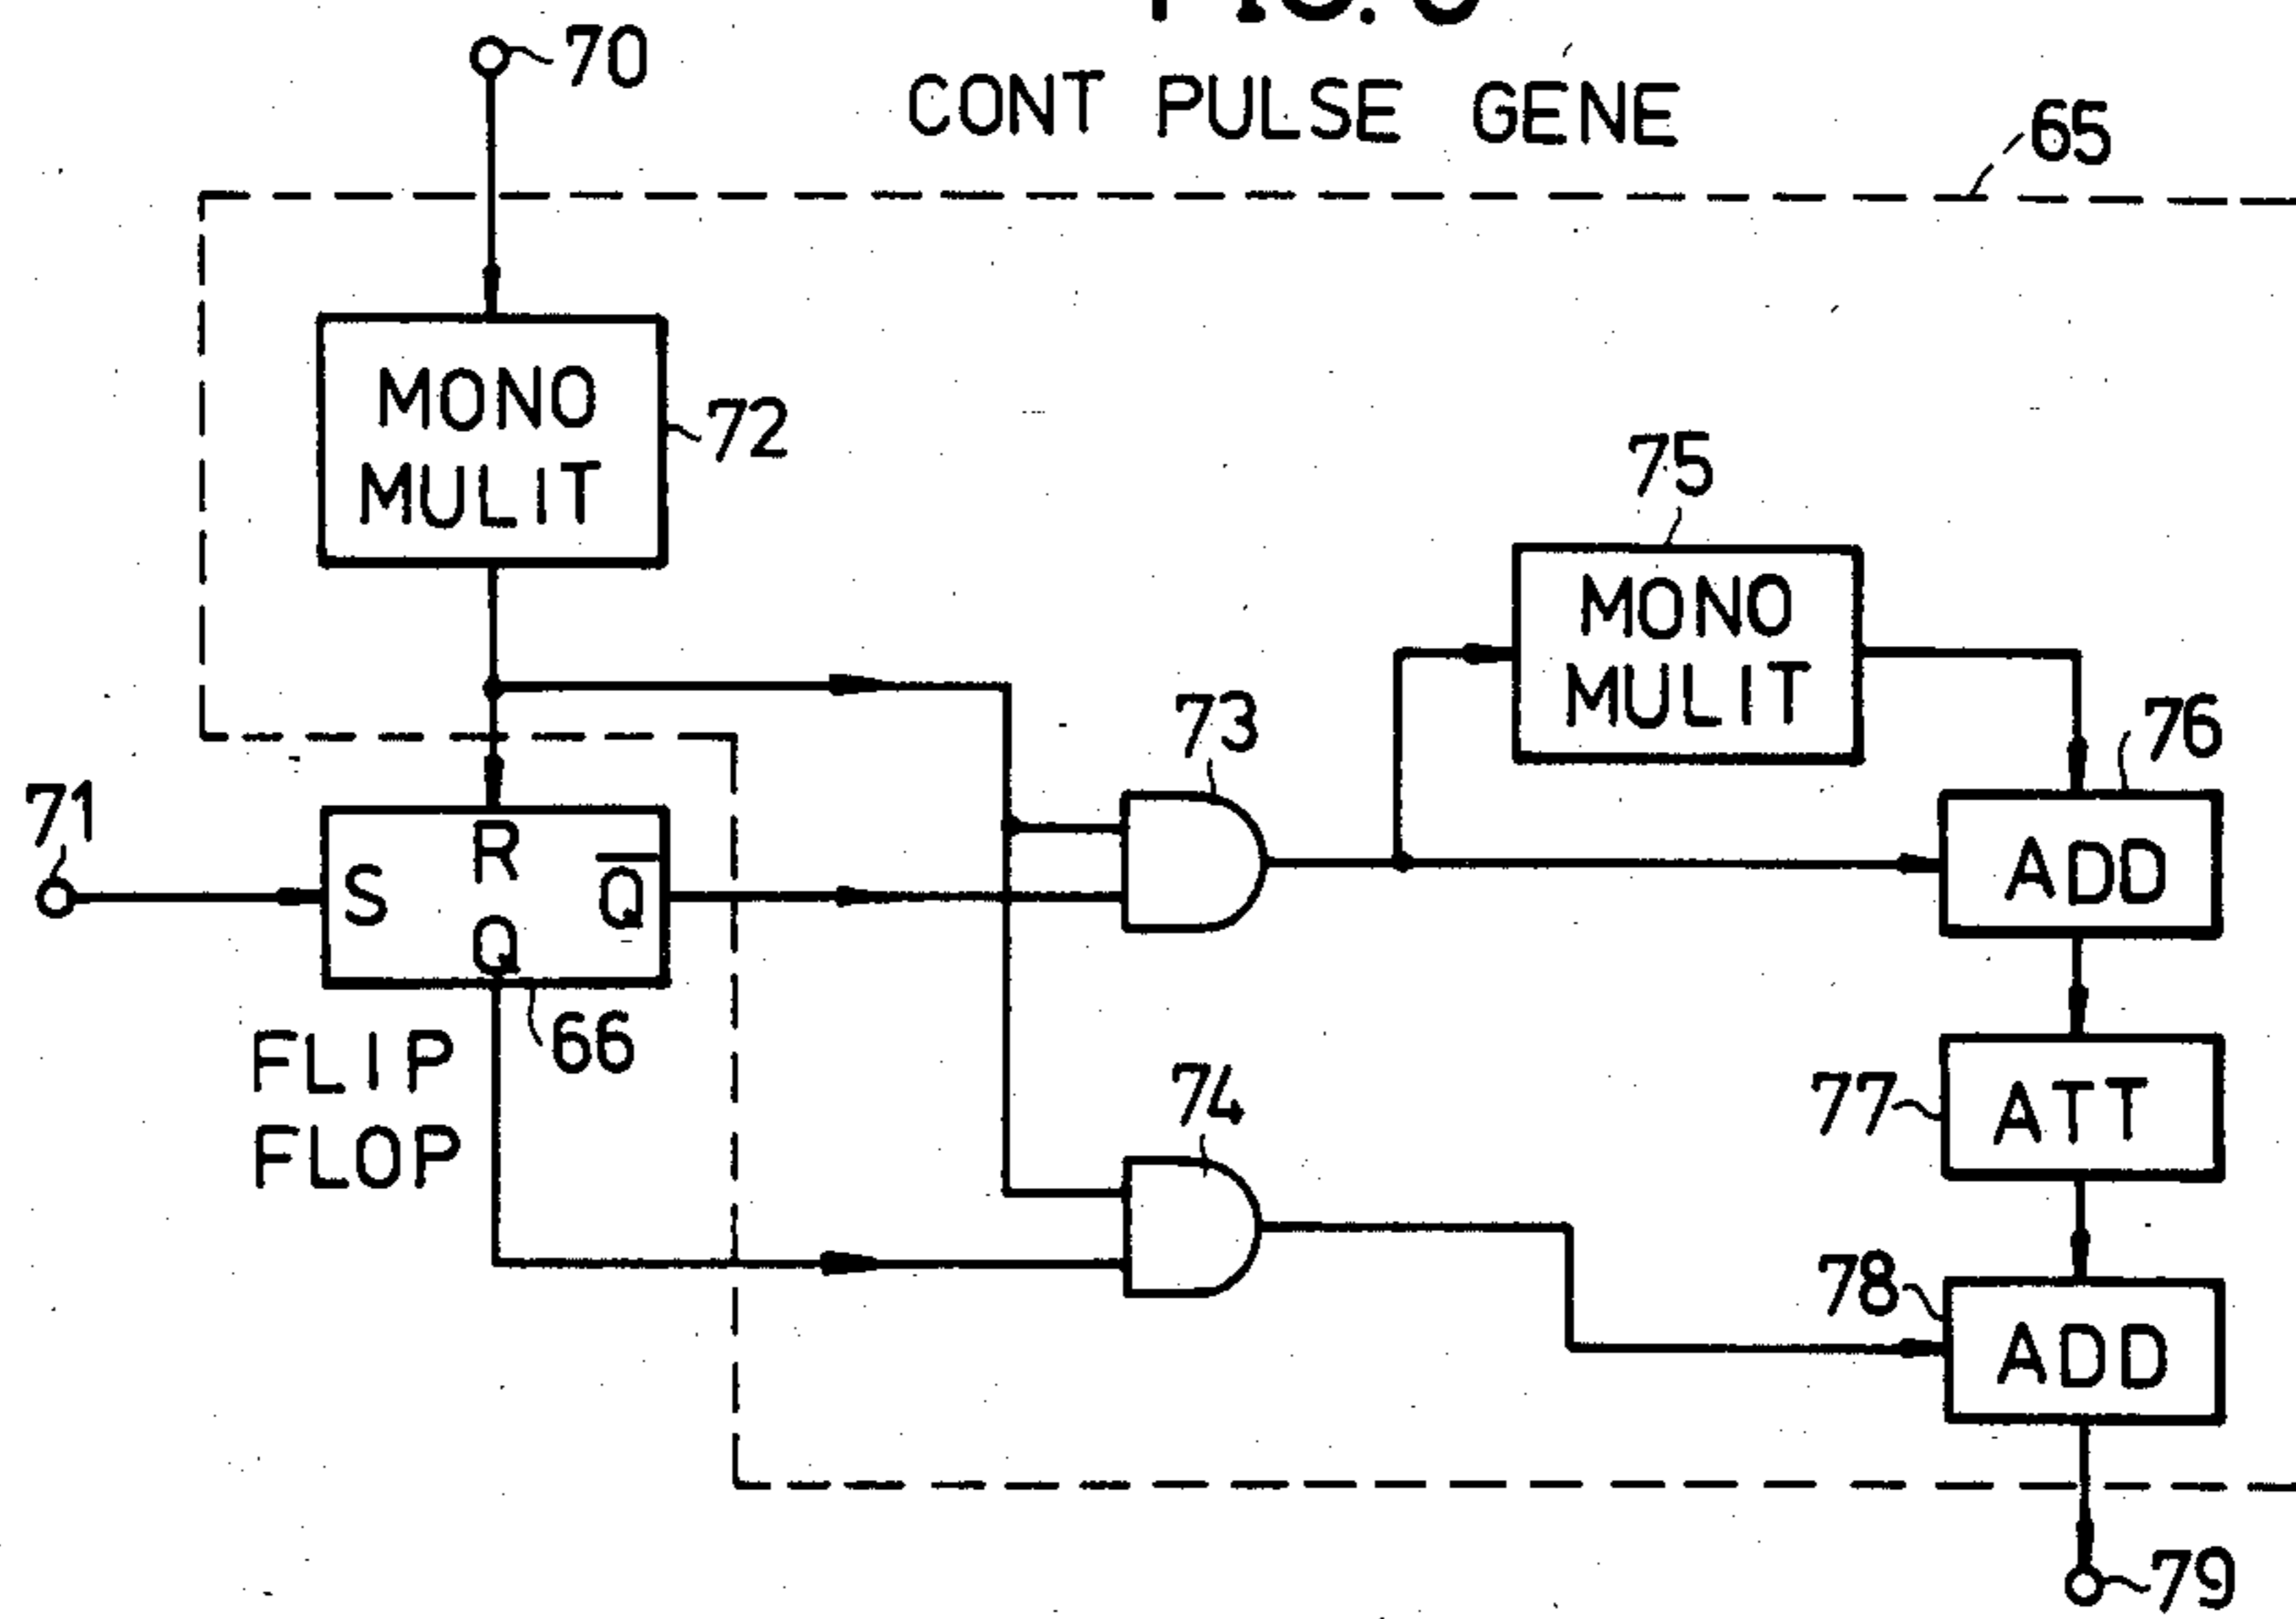 70
CONT PULSE GENE
65
MONO
MULIT
72
75
MONO
MULIT
73
76
71
S
R
Q
Q̅
ADD
66
FLIP
FLOP
74
77
ATT
78
ADD
79